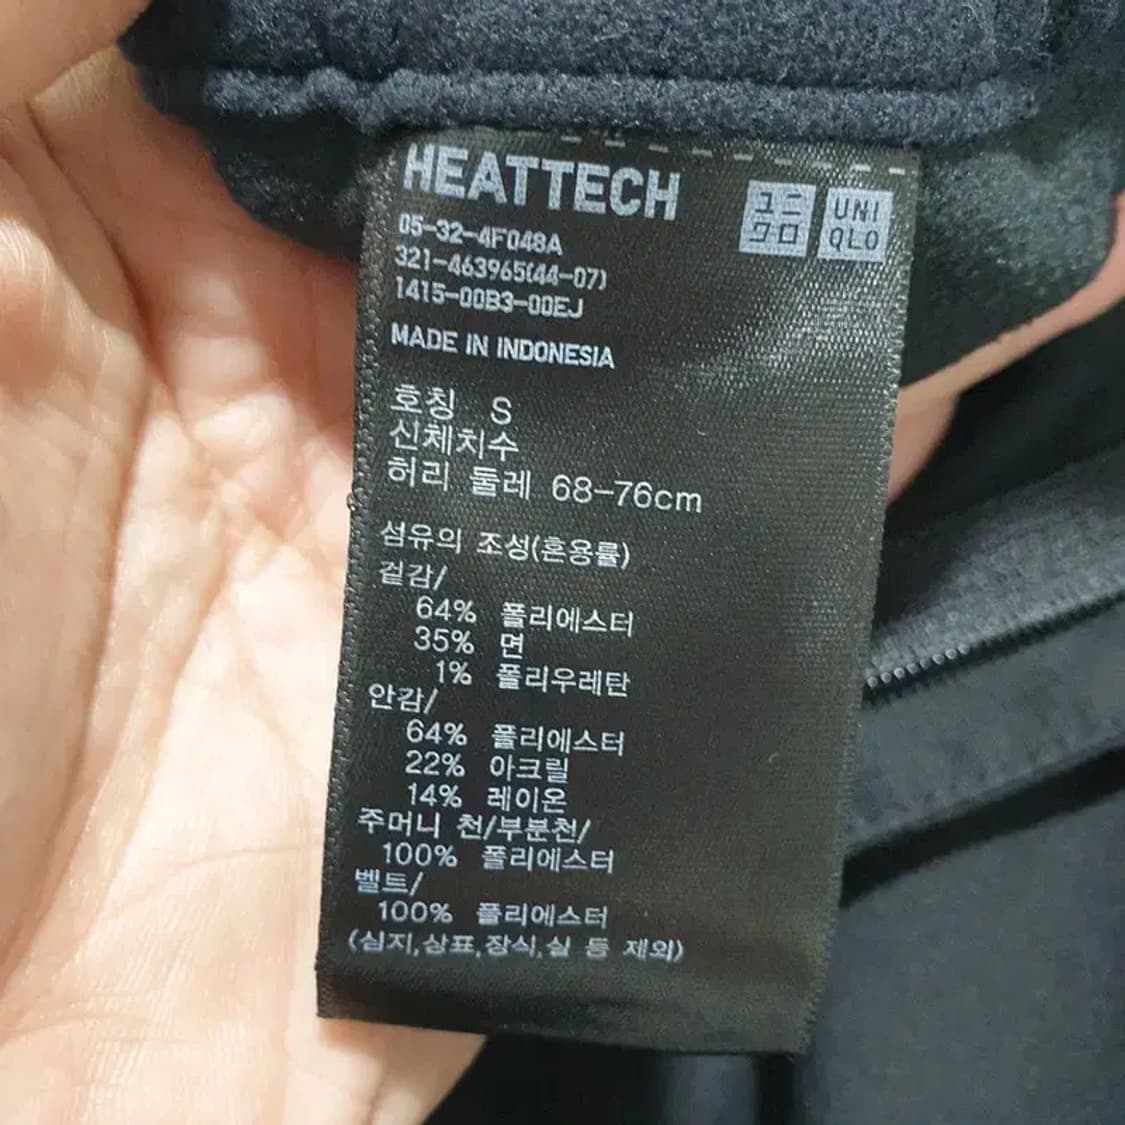 HEATTECH
ユニ
クロ
UNI
QLO
05-32-4F048A
321-463965(44-07)
1415-00B3-00EJ
MADE IN INDONESIA
호칭 S
신체치수
허리 둘레 68-76cm
섬유의 조성(혼용률)
겉감/
64% 폴리에스터
35% 면
1% 폴리우레탄
안감/
64% 폴리에스터
22% 아크릴
14% 레이온
주머니 천/부분천/
100% 폴리에스터
벨트/
100% 폴리에스터
(심지,상표,장식,실 등 제외)